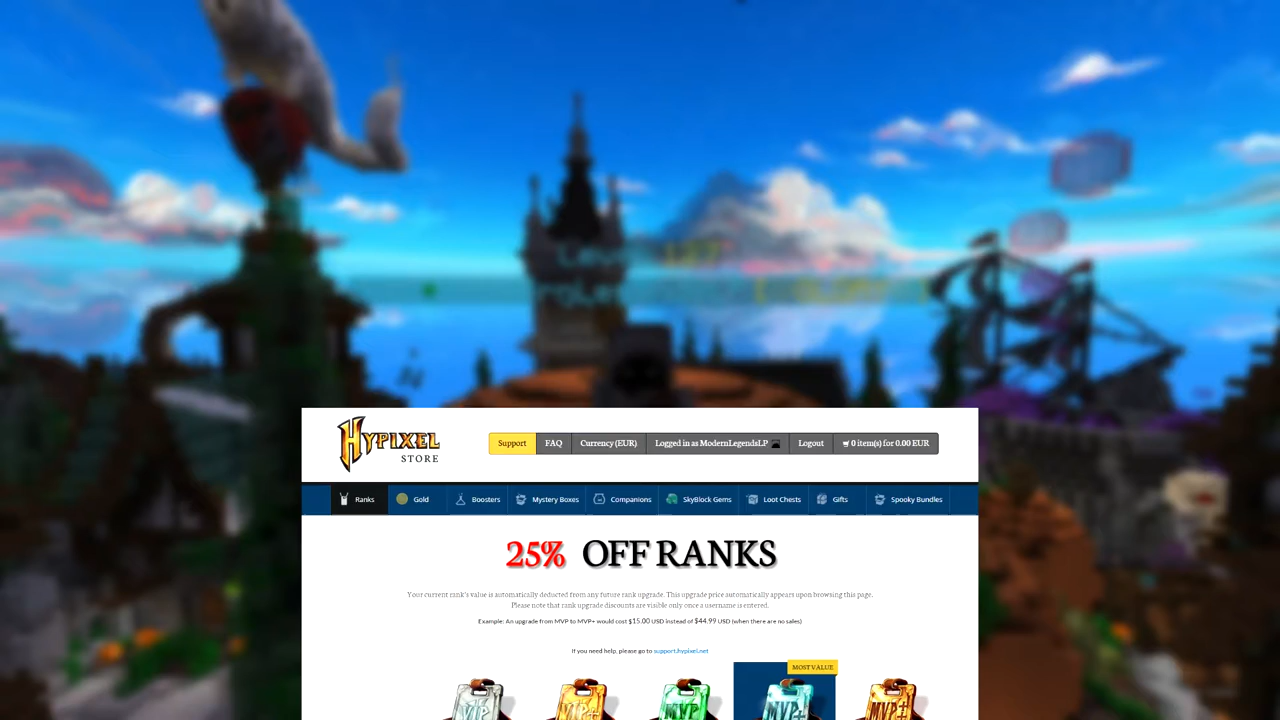 HYPIXEL
STORE
Support FAQ Currency (EUR) Logged in as ModernLegendsLP Logout 0 item(s) for 0.00 EUR
Ranks Gold Boosters Mystery Boxes Companions SkyBlock Gems Loot Chests Gifts Spooky Bundles
25% OFF RANKS
Your current rank's value is automatically deducted from any future rank upgrade. This upgrade price automatically appears upon browsing this page.
Please note that rank upgrade discounts are visible only once a username is entered.
Example: An upgrade from MVP to MVP+ would cost $15.00 USD instead of $44.99 USD (when there are no sales)
If you need help, please go to support.hypixel.net
MOST VALUE
VIP VIP+ MVP MVP+ MVP+